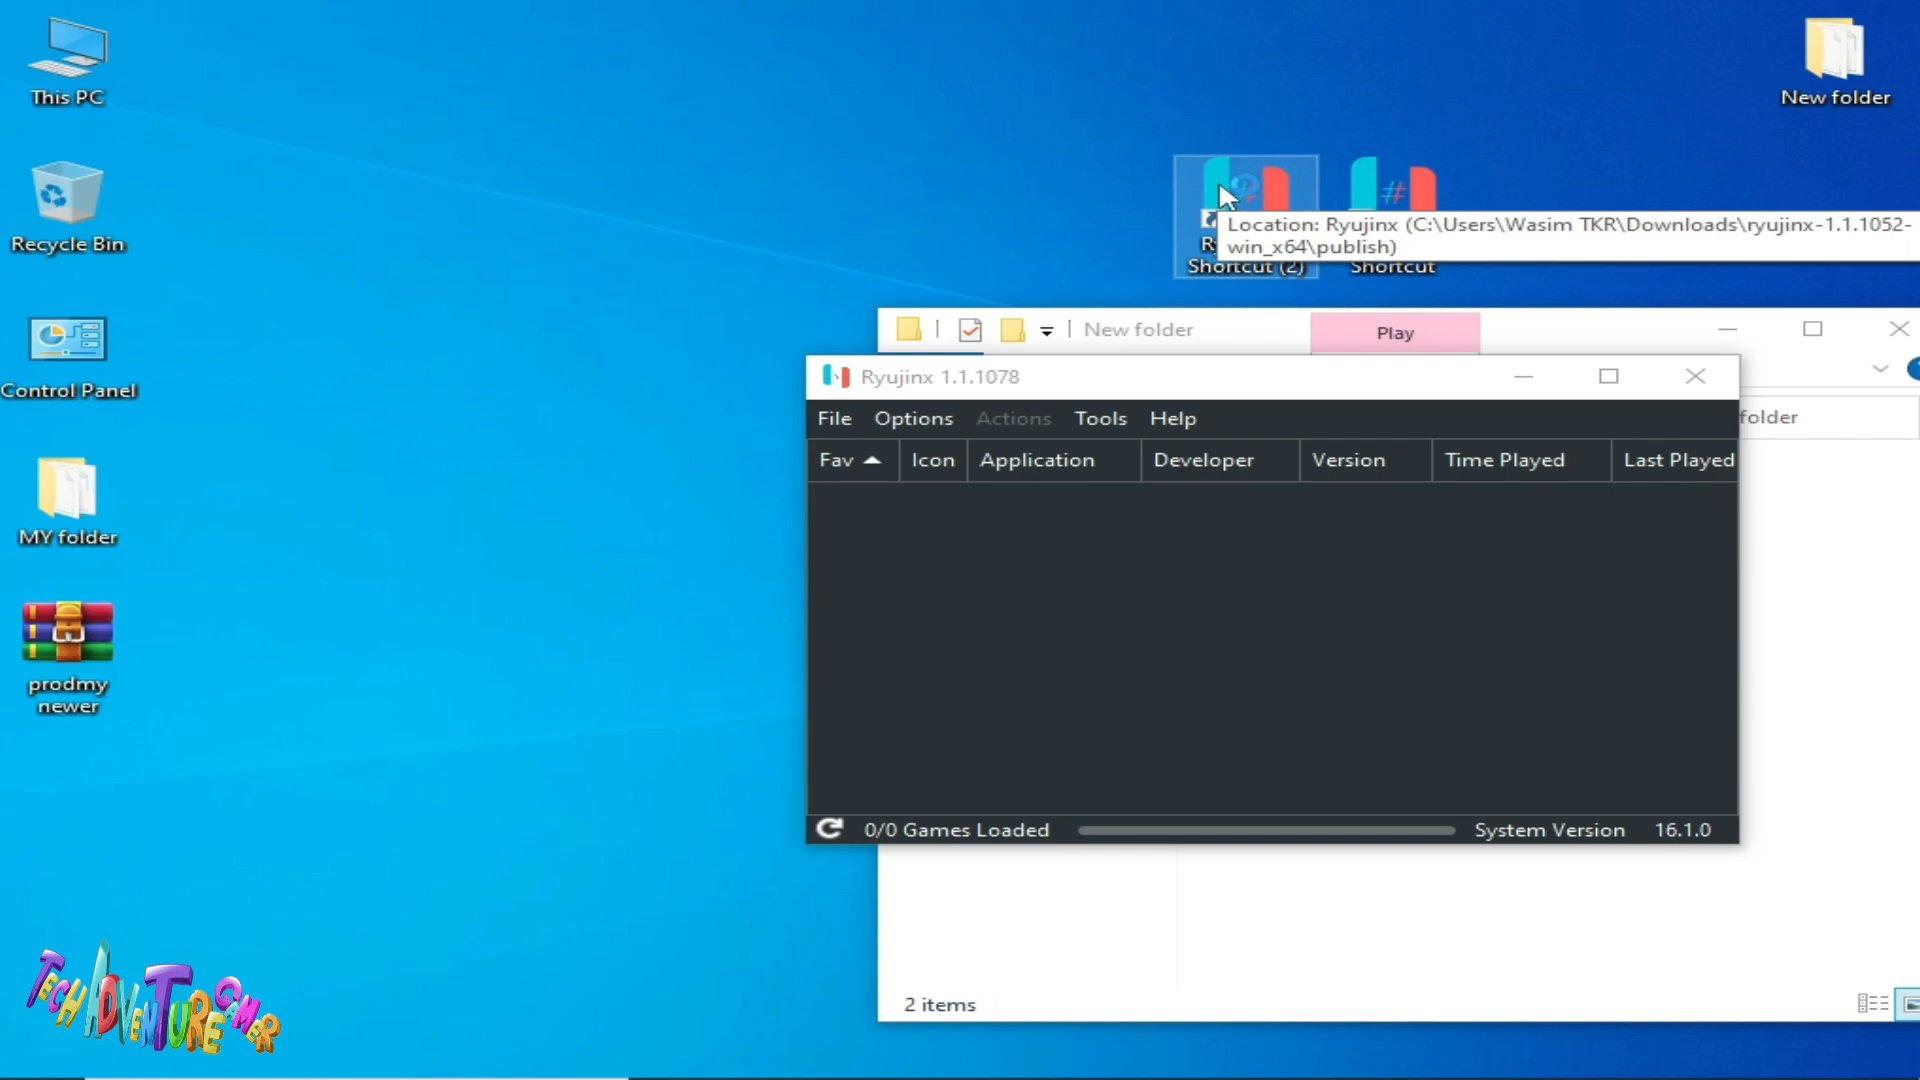 This PC
New folder
Recycle Bin
Location: Ryujinx (C:\Users\Wasim TKR\Downloads\ryujinx-1.1.1052-
win_x64\publish)
Shortcut (2)
Shortcut
New folder
Play
Ryujinx 1.1.1078
File Options Actions Tools Help
folder
Fav Icon Application Developer Version Time Played Last Played
Control Panel
MY folder
prodmy
newer
0/0 Games Loaded
System Version 16.1.0
2 items
TECH ADVENTURE GAMER